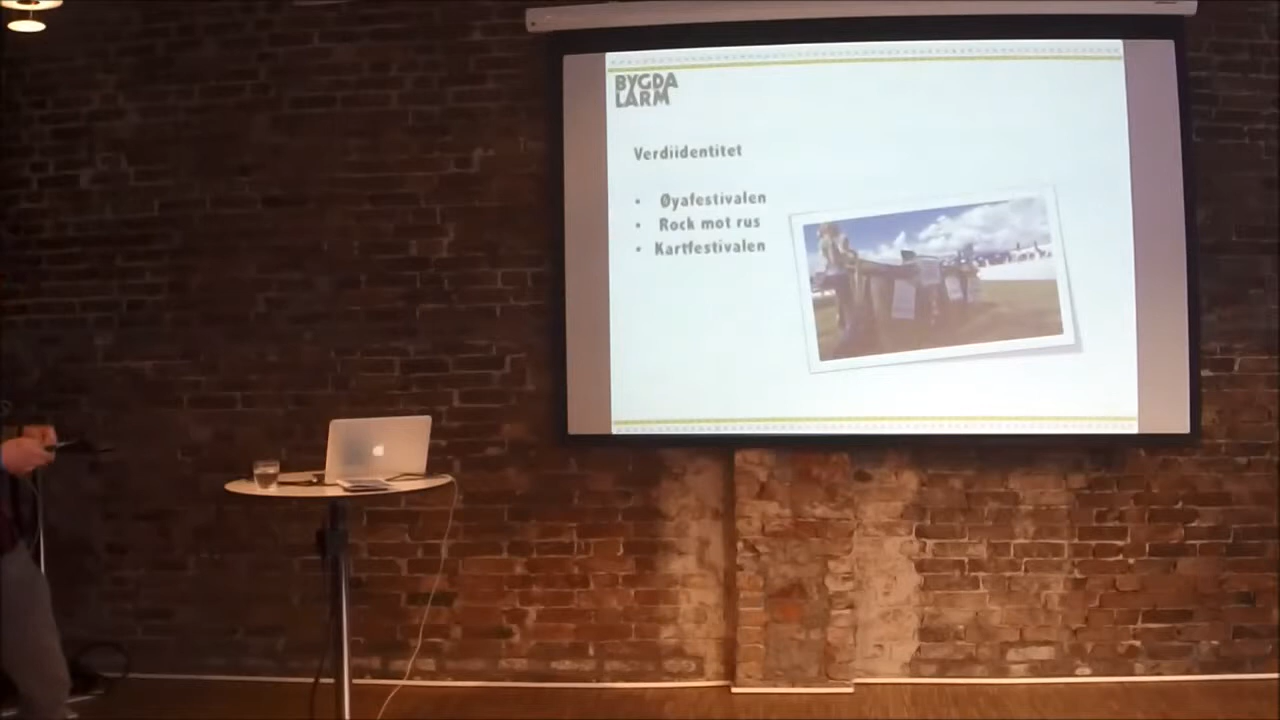 BYGDA
LARM
Verdiidentitet
• Øyafestivalen
• Rock mot rus
• Kartfestivalen